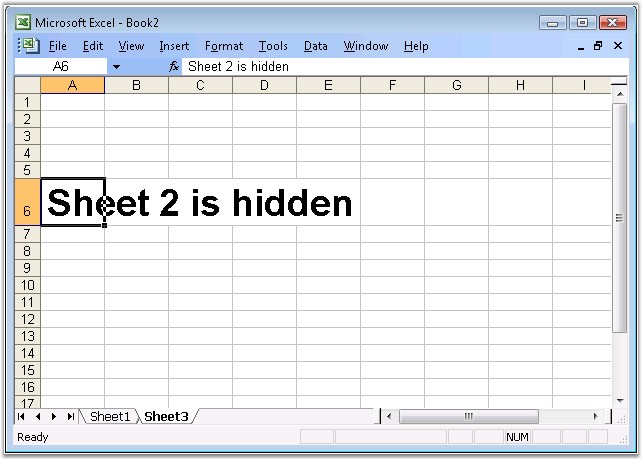 Microsoft Excel - Book2
File Edit View Insert Format Tools Data Window Help
A6 fx Sheet 2 is hidden
A B C D E F G H I
1
2
3
4
5
6 Sheet 2 is hidden
7
8
9
10
11
12
13
14
15
16
17
Sheet1 Sheet3
Ready NUM